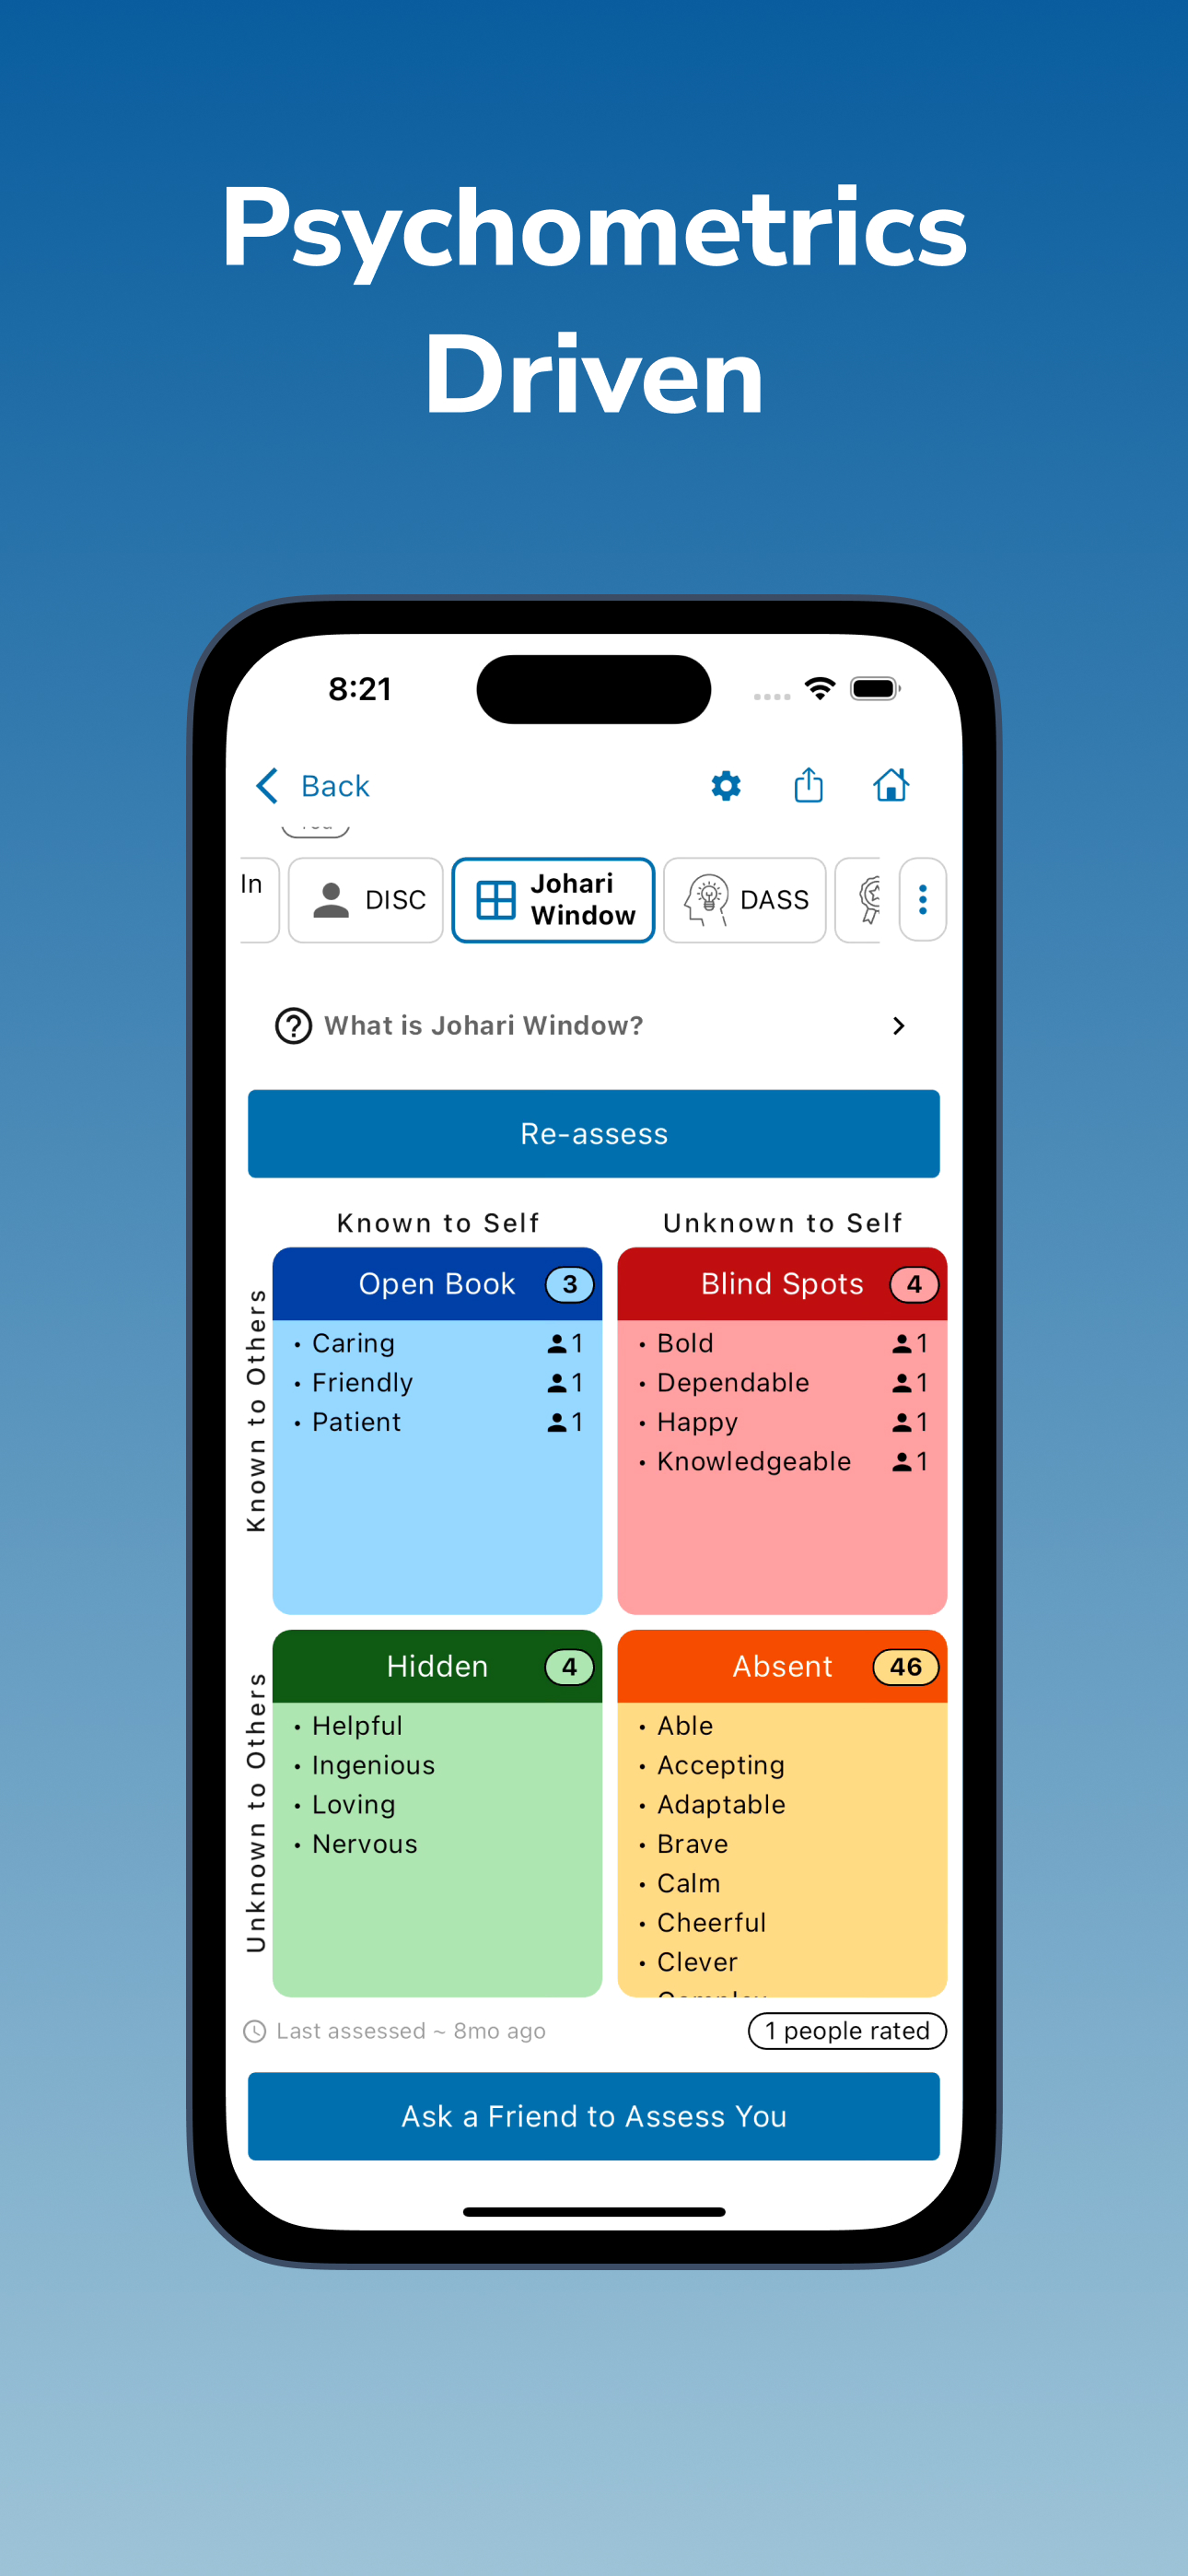 Psychometrics
Driven
8:21
Back
In
DISC
Johari
Window
DASS
What is Johari Window?
Re-assess
Known to Self
Unknown to Self
Known to Others
Open Book 3
• Caring 1
• Friendly 1
• Patient 1
Blind Spots 4
• Bold 1
• Dependable 1
• Happy 1
• Knowledgeable 1
Unknown to Others
Hidden 4
• Helpful
• Ingenious
• Loving
• Nervous
Absent 46
• Able
• Accepting
• Adaptable
• Brave
• Calm
• Cheerful
• Clever
Last assessed ~ 8mo ago
1 people rated
Ask a Friend to Assess You